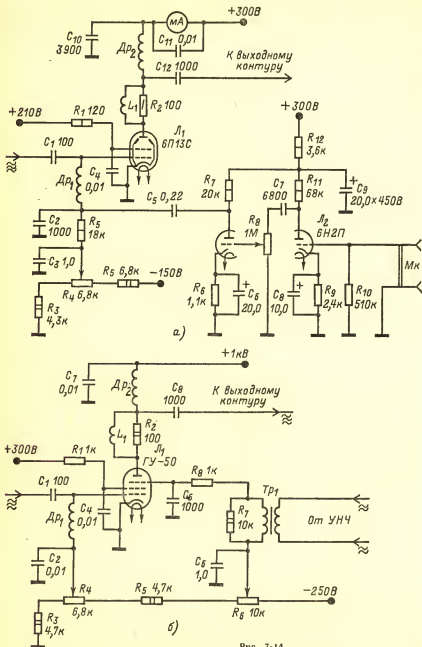 +300В
мА
C10 3900
Др2
C11 0,01
C12 1000
К выходному контуру
L1
R2 100
+210В
R1 120
Л1
6П13С
+300В
R12 3,6к
C1 100
C4 0,01
Др1
C5 0,22
R7 20к
C7 6800
R11 68к
C9 20,0×450В
C2 1000
R5 18к
R8 1М
Л2
6Н2П
Мк
C3 1,0
R5 6,8к
-150В
R4 6,8к
R3 4,3к
R6 1,1к
C6 20,0
C8 10,0
R9 2,4к
R10 510к
а)
+1кВ
C7 0,01
Др2
C8 1000
К выходному контуру
L1
R2 100
+300В
R1 1к
Л1
ГУ-50
R8 1к
C1 100
C4 0,01
C6 1000
Тр1
Др1
R7 10к
От УНЧ
C2 0,01
C6 1,0
R4 6,8к
R5 4,7к
R6 10к
-250В
R3 4,7к
б)
Рис. 7-14